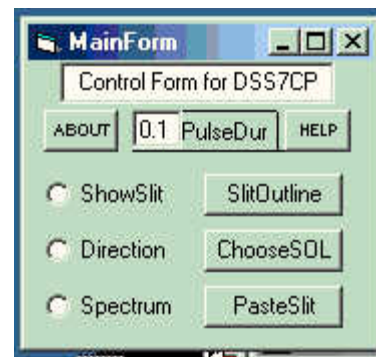 MainForm
Control Form for DSS7CP
ABOUT 0.1 PulseDur HELP
ShowSlit SlitOutline
Direction ChooseSOL
Spectrum PasteSlit